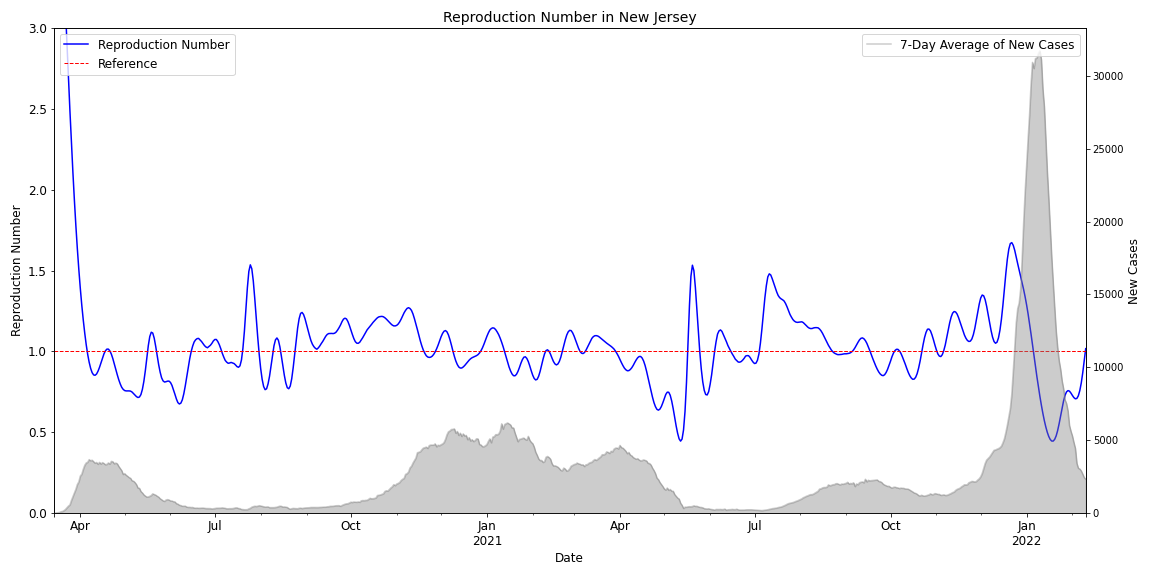 Reproduction Number in New Jersey
Reproduction Number
Reference
7-Day Average of New Cases
3.0
2.5
2.0
1.5
1.0
0.5
0.0
Reproduction Number
30000
25000
20000
15000
10000
5000
0
New Cases
Apr
Jul
Oct
Jan
2021
Apr
Jul
Oct
Jan
2022
Date